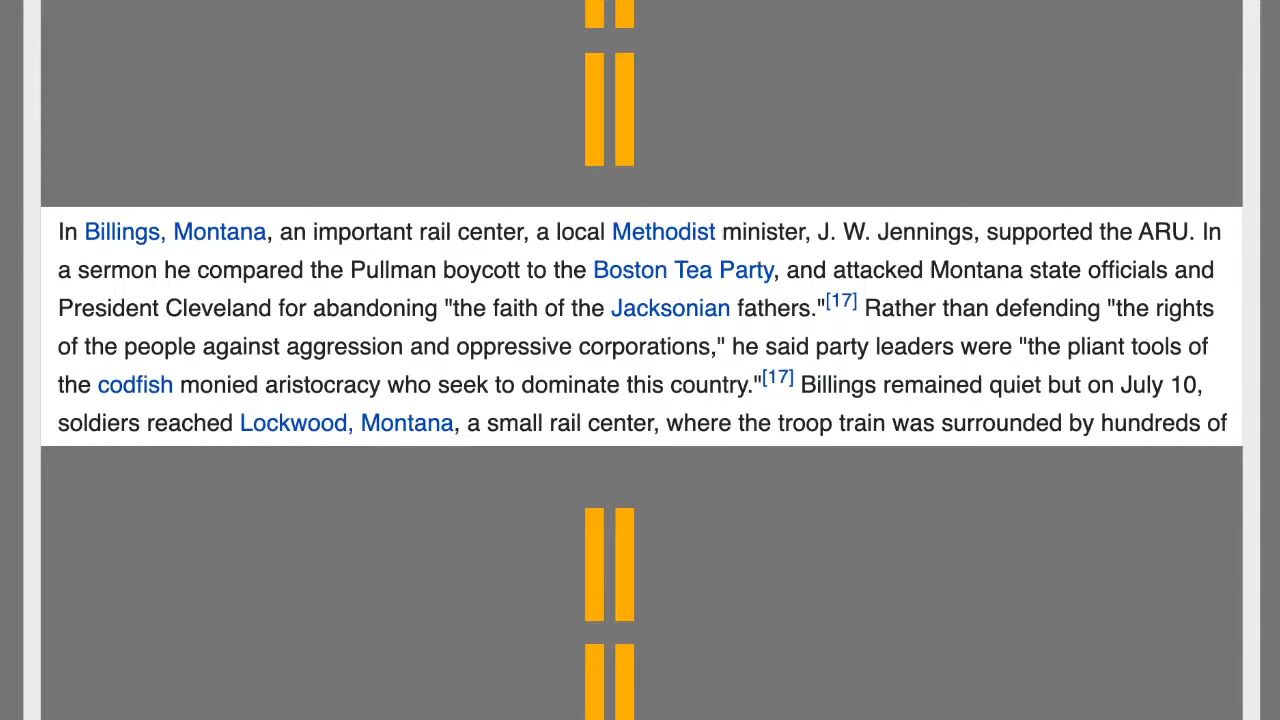 In Billings, Montana, an important rail center, a local Methodist minister, J. W. Jennings, supported the ARU. In
a sermon he compared the Pullman boycott to the Boston Tea Party, and attacked Montana state officials and
President Cleveland for abandoning "the faith of the Jacksonian fathers."[17] Rather than defending "the rights
of the people against aggression and oppressive corporations," he said party leaders were "the pliant tools of
the codfish monied aristocracy who seek to dominate this country."[17] Billings remained quiet but on July 10,
soldiers reached Lockwood, Montana, a small rail center, where the troop train was surrounded by hundreds of